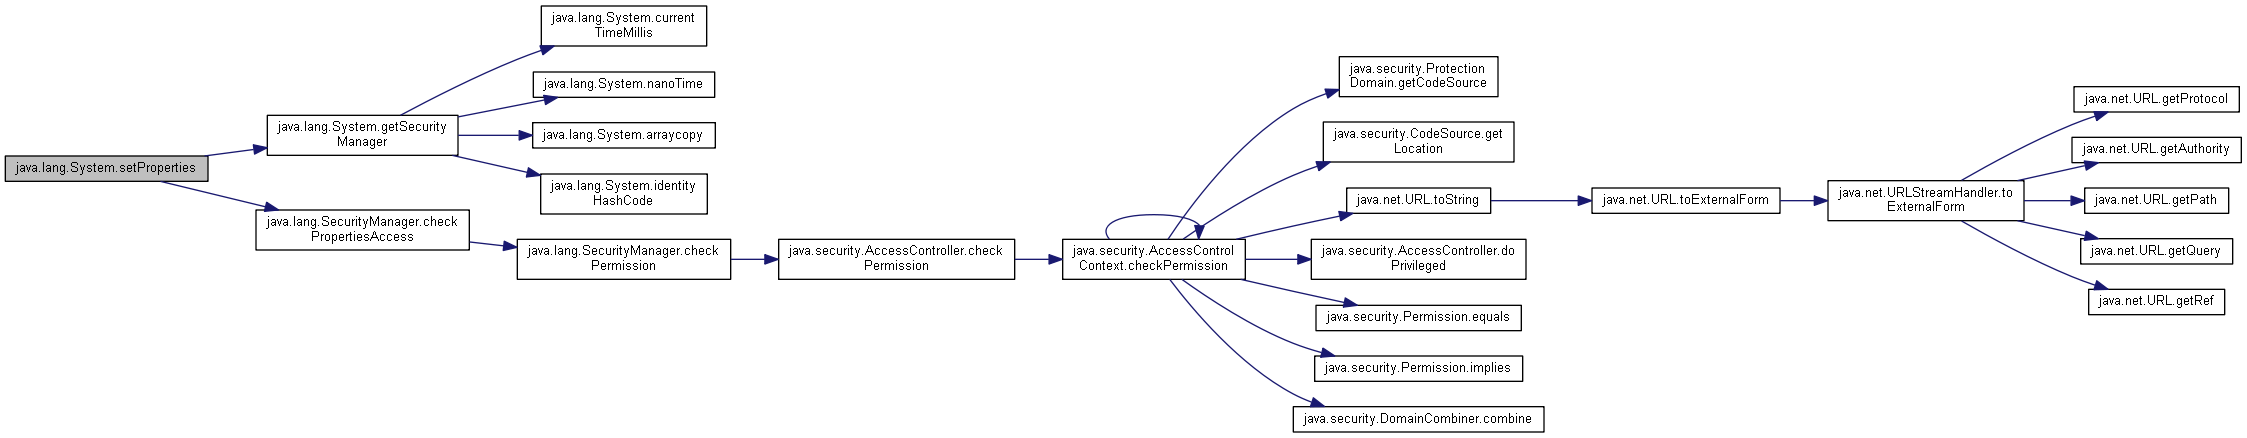 java.lang.System.setProperties
java.lang.System.getSecurity
Manager
java.lang.SecurityManager.check
PropertiesAccess
java.lang.System.current
TimeMillis
java.lang.System.nanoTime
java.lang.System.arraycopy
java.lang.System.identity
HashCode
java.lang.SecurityManager.check
Permission
java.security.AccessController.check
Permission
java.security.AccessControl
Context.checkPermission
java.security.Protection
Domain.getCodeSource
java.security.CodeSource.get
Location
java.net.URL.toString
java.security.AccessController.do
Privileged
java.security.Permission.equals
java.security.Permission.implies
java.security.DomainCombiner.combine
java.net.URL.toExternalForm
java.net.URLStreamHandler.to
ExternalForm
java.net.URL.getProtocol
java.net.URL.getAuthority
java.net.URL.getPath
java.net.URL.getQuery
java.net.URL.getRef